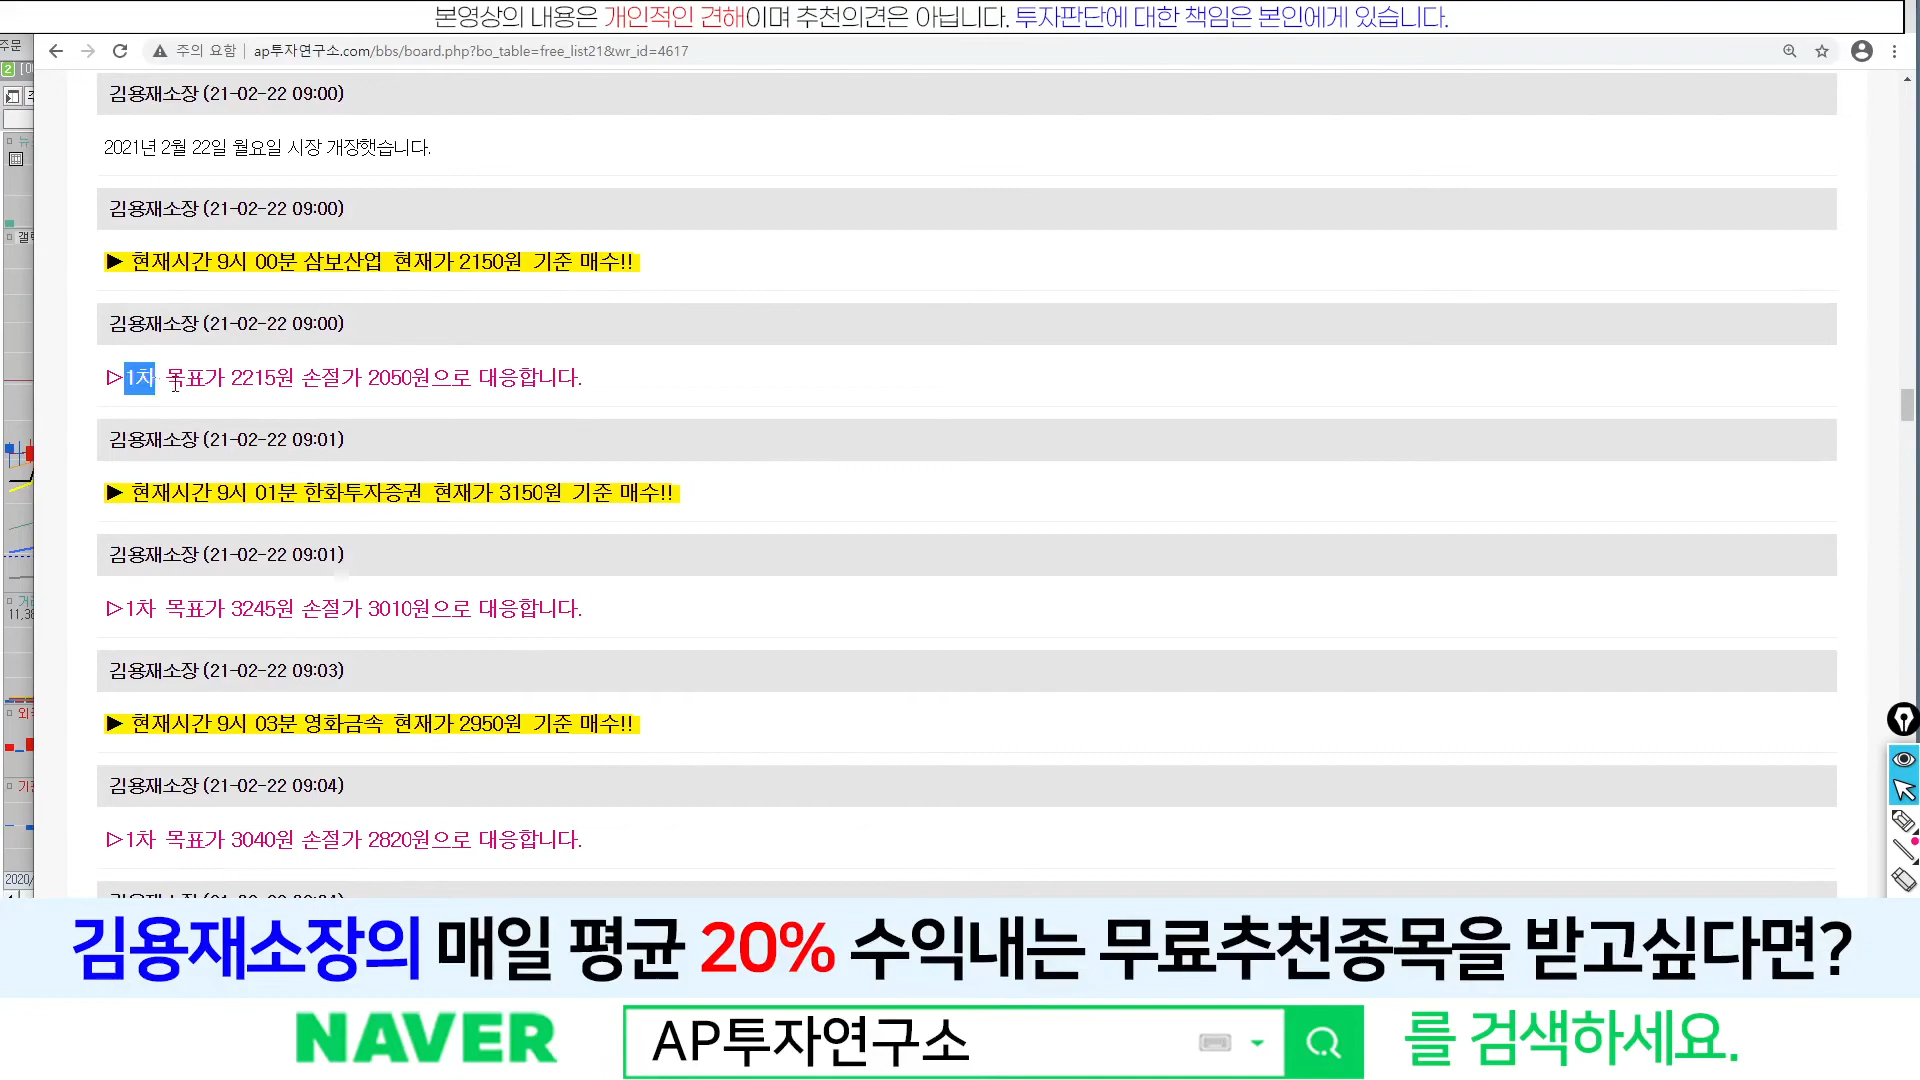 본영상의 내용은 개인적인 견해이며 추천의견은 아닙니다. 투자판단에 대한 책임은 본인에게 있습니다.
주의 요함 | ap투자연구소.com/bbs/board.php?bo_table=free_list21&wr_id=4617
김용재소장 (21-02-22 09:00)
2021년 2월 22일 월요일 시장 개장햇습니다.
김용재소장 (21-02-22 09:00)
▶ 현재시간 9시 00분 삼보산업 현재가 2150원 기준 매수!!
김용재소장 (21-02-22 09:00)
▷1차 목표가 2215원 손절가 2050원으로 대응합니다.
김용재소장 (21-02-22 09:01)
▶ 현재시간 9시 01분 한화투자증권 현재가 3150원 기준 매수!!
김용재소장 (21-02-22 09:01)
▷1차 목표가 3245원 손절가 3010원으로 대응합니다.
김용재소장 (21-02-22 09:03)
▶ 현재시간 9시 03분 영화금속 현재가 2950원 기준 매수!!
김용재소장 (21-02-22 09:04)
▷1차 목표가 3040원 손절가 2820원으로 대응합니다.
주문
2020/
김용재소장의 매일 평균 20% 수익내는 무료추천종목을 받고싶다면?
NAVER AP투자연구소 를 검색하세요.